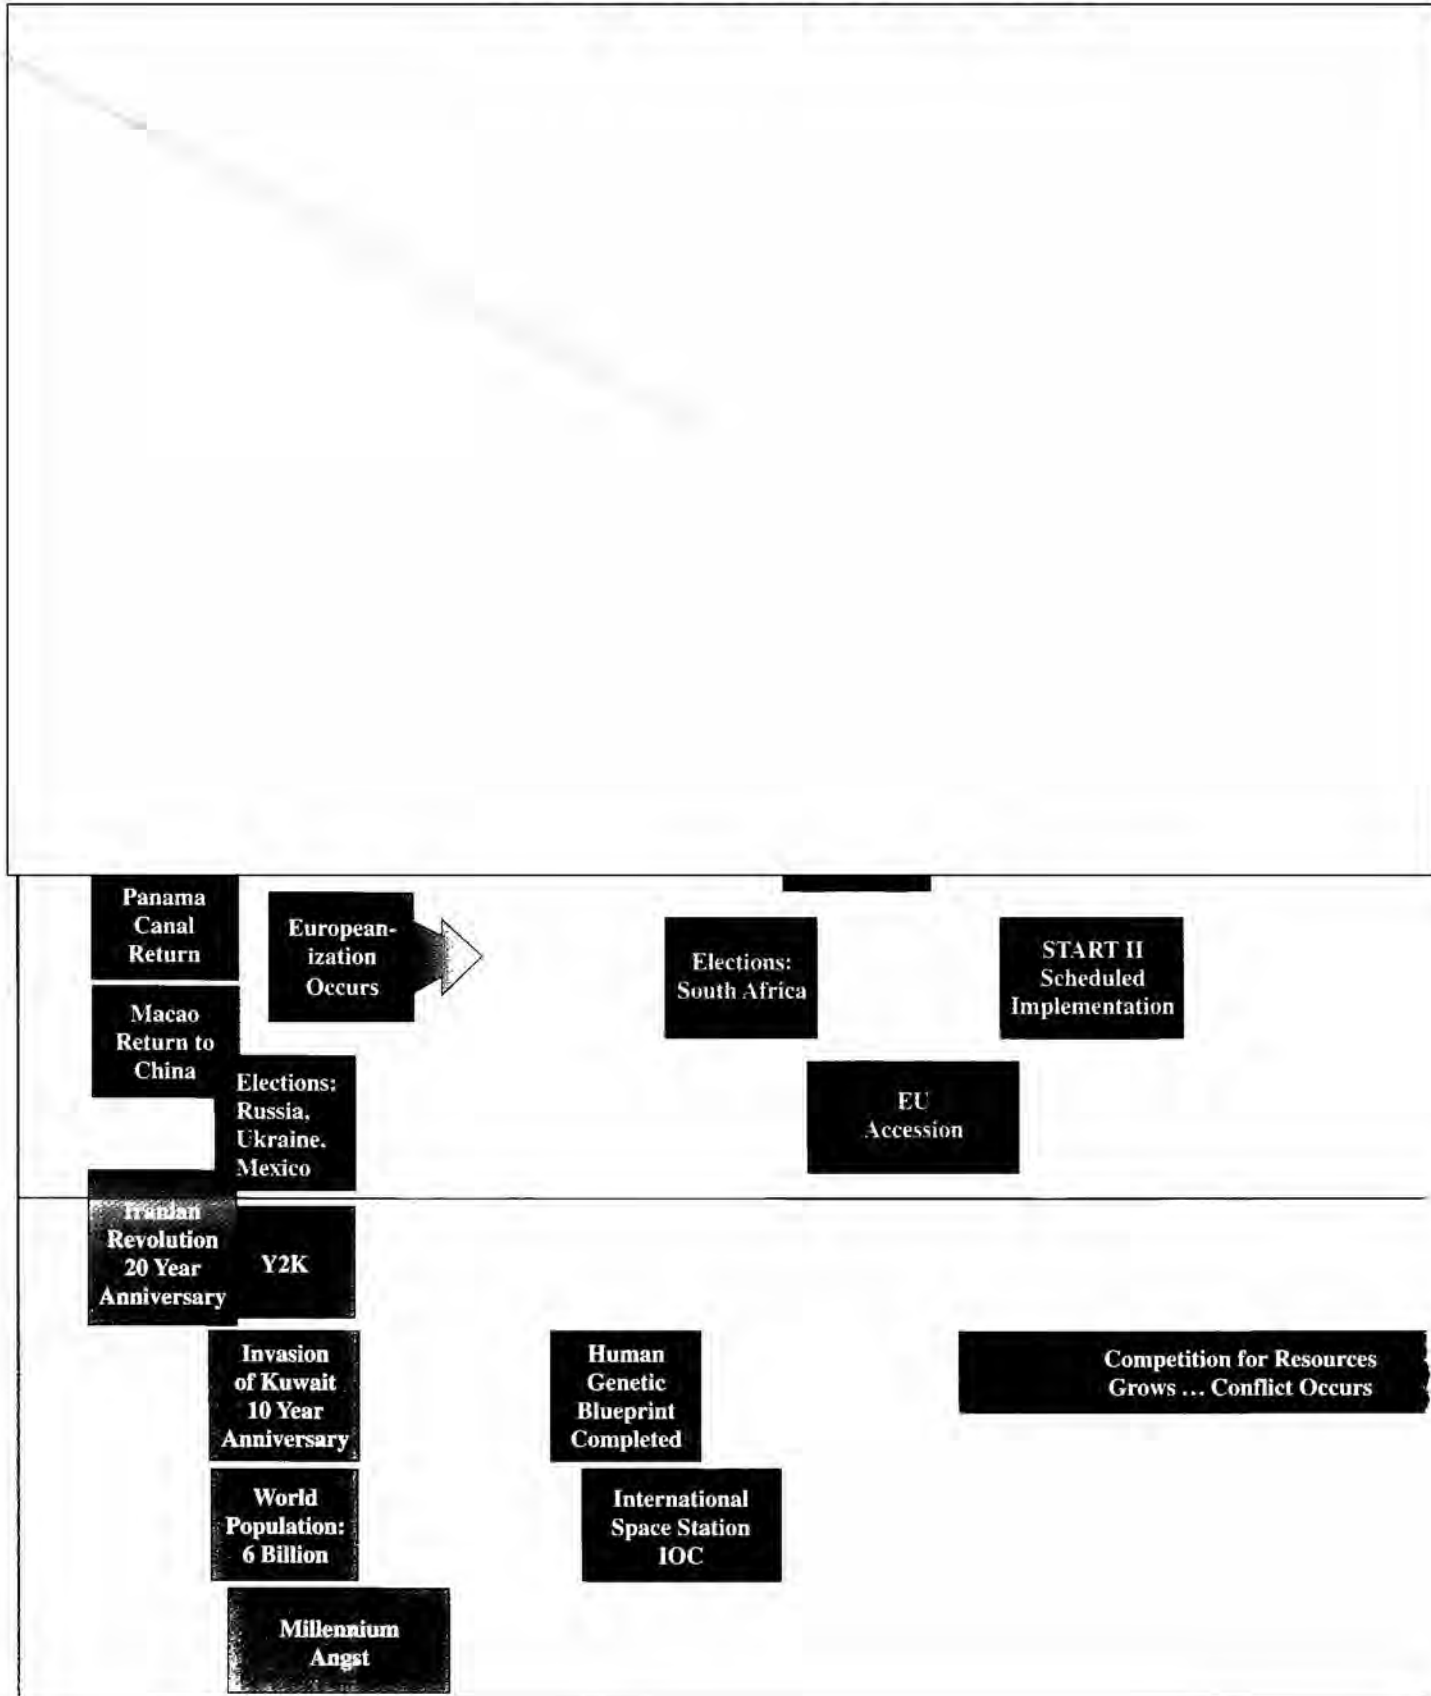 Panama
Canal
Return
European-
ization
Occurs
Elections:
South Africa
START II
Scheduled
Implementation
Macao
Return to
China
Elections:
Russia,
Ukraine,
Mexico
EU
Accession
Iranian
Revolution
20 Year
Anniversary
Y2K
Invasion
of Kuwait
10 Year
Anniversary
Human
Genetic
Blueprint
Completed
Competition for Resources
Grows ... Conflict Occurs
World
Population:
6 Billion
International
Space Station
IOC
Millennium
Angst